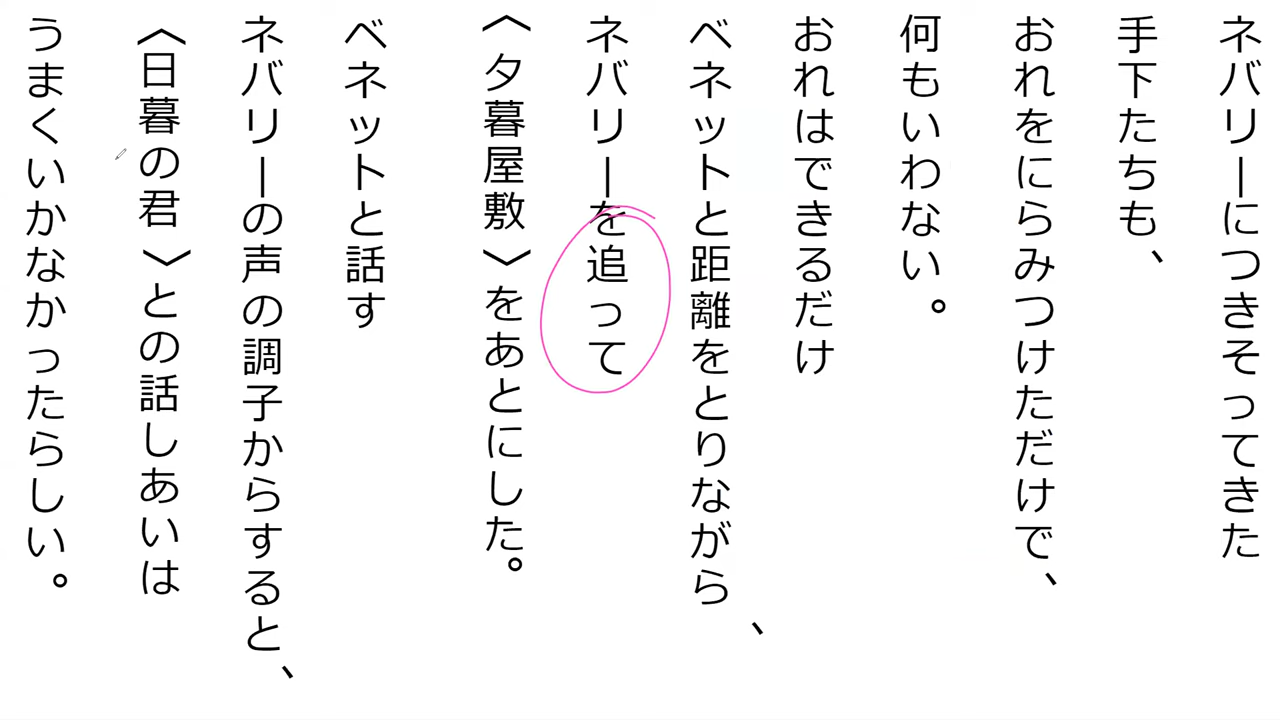 ネバリーにつきそってきた
手下たちも、
おれをにらみつけただけで、
何もいわない。
おれはできるだけ
ベネットと距離をとりながら、
ネバリーを追って
〈夕暮屋敷〉をあとにした。
ベネットと話す
ネバリーの声の調子からすると、
〈日暮の君〉との話しあいは
うまくいかなかったらしい。